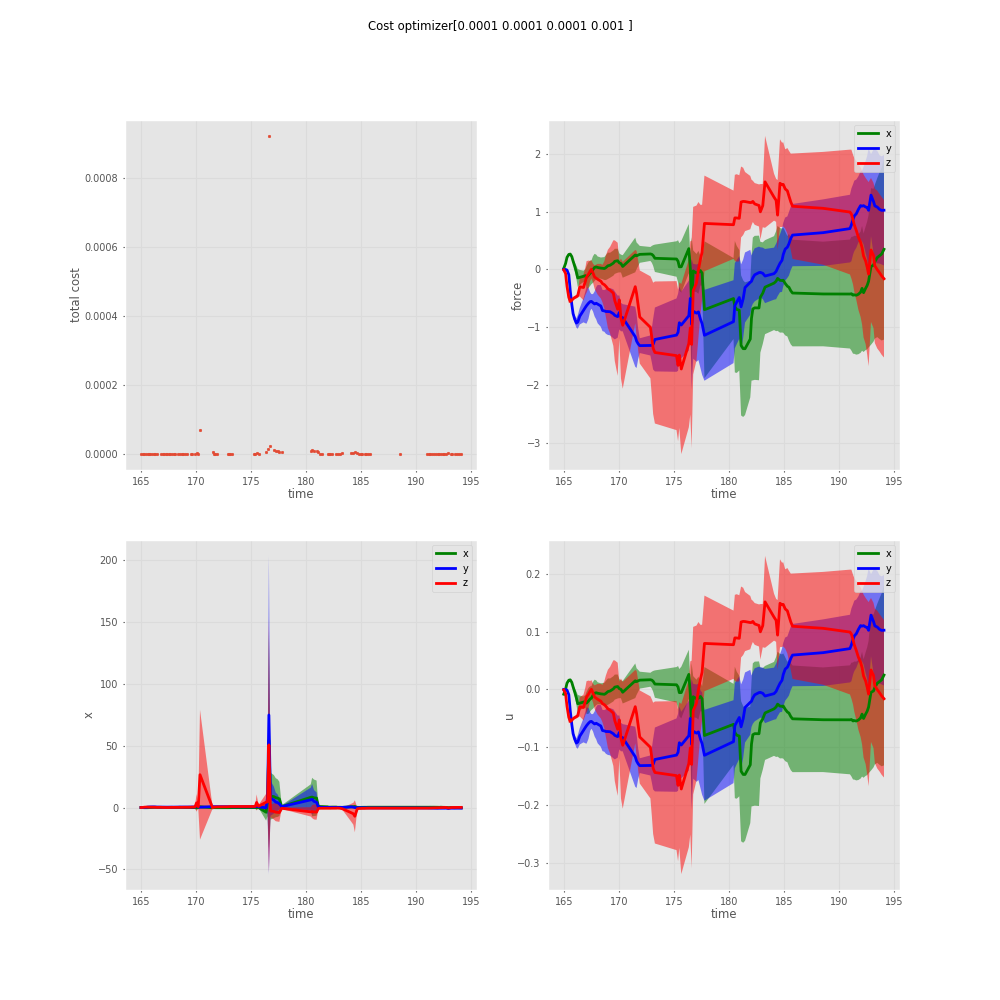 Cost optimizer[0.0001 0.0001 0.0001 0.001 ]
0.0008
0.0006
0.0004
0.0002
0.0000
total cost
165 170 175 180 185 190 195
time
x
y
z
2
1
0
−1
−2
−3
force
165 170 175 180 185 190 195
time
x
y
z
200
150
100
50
0
−50
x
165 170 175 180 185 190 195
time
x
y
z
0.2
0.1
0.0
−0.1
−0.2
−0.3
u
165 170 175 180 185 190 195
time